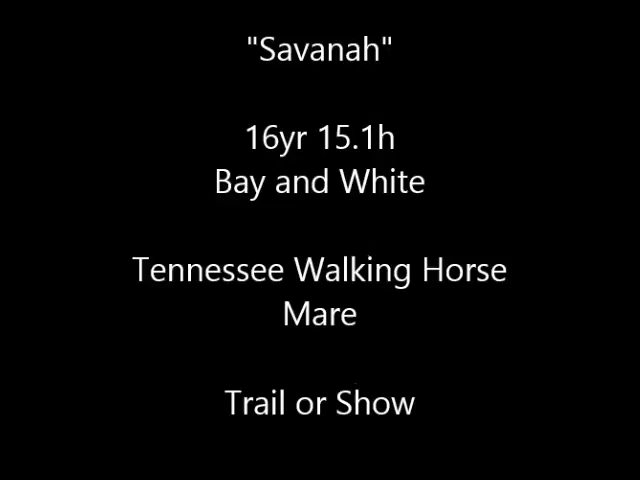 "Savanah"
16yr 15.1h
Bay and White
Tennessee Walking Horse
Mare
Trail or Show